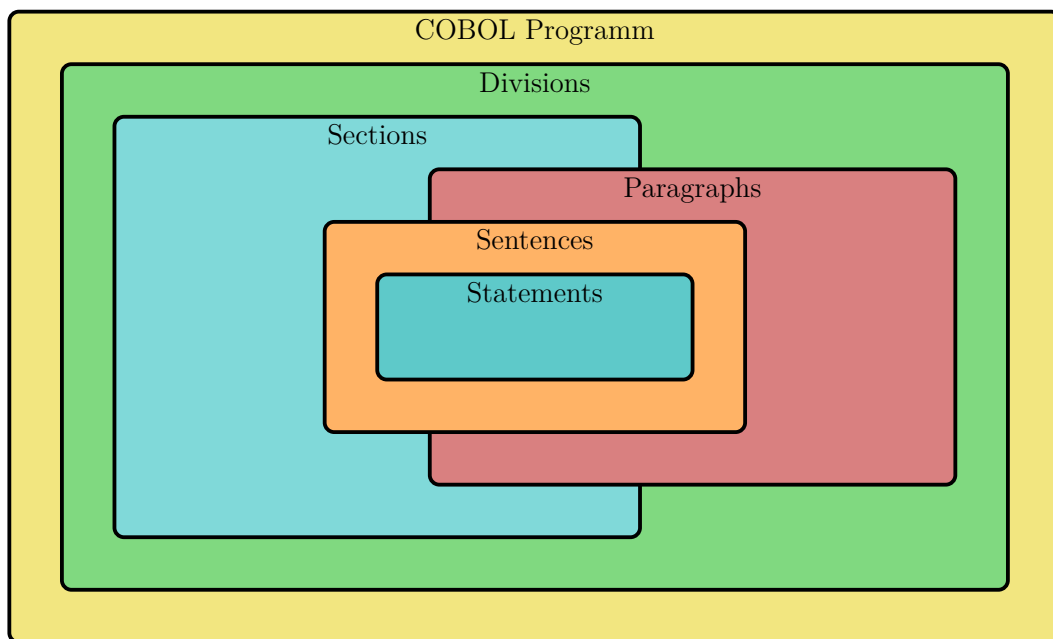 COBOL Programm
Divisions
Sections
Paragraphs
Sentences
Statements